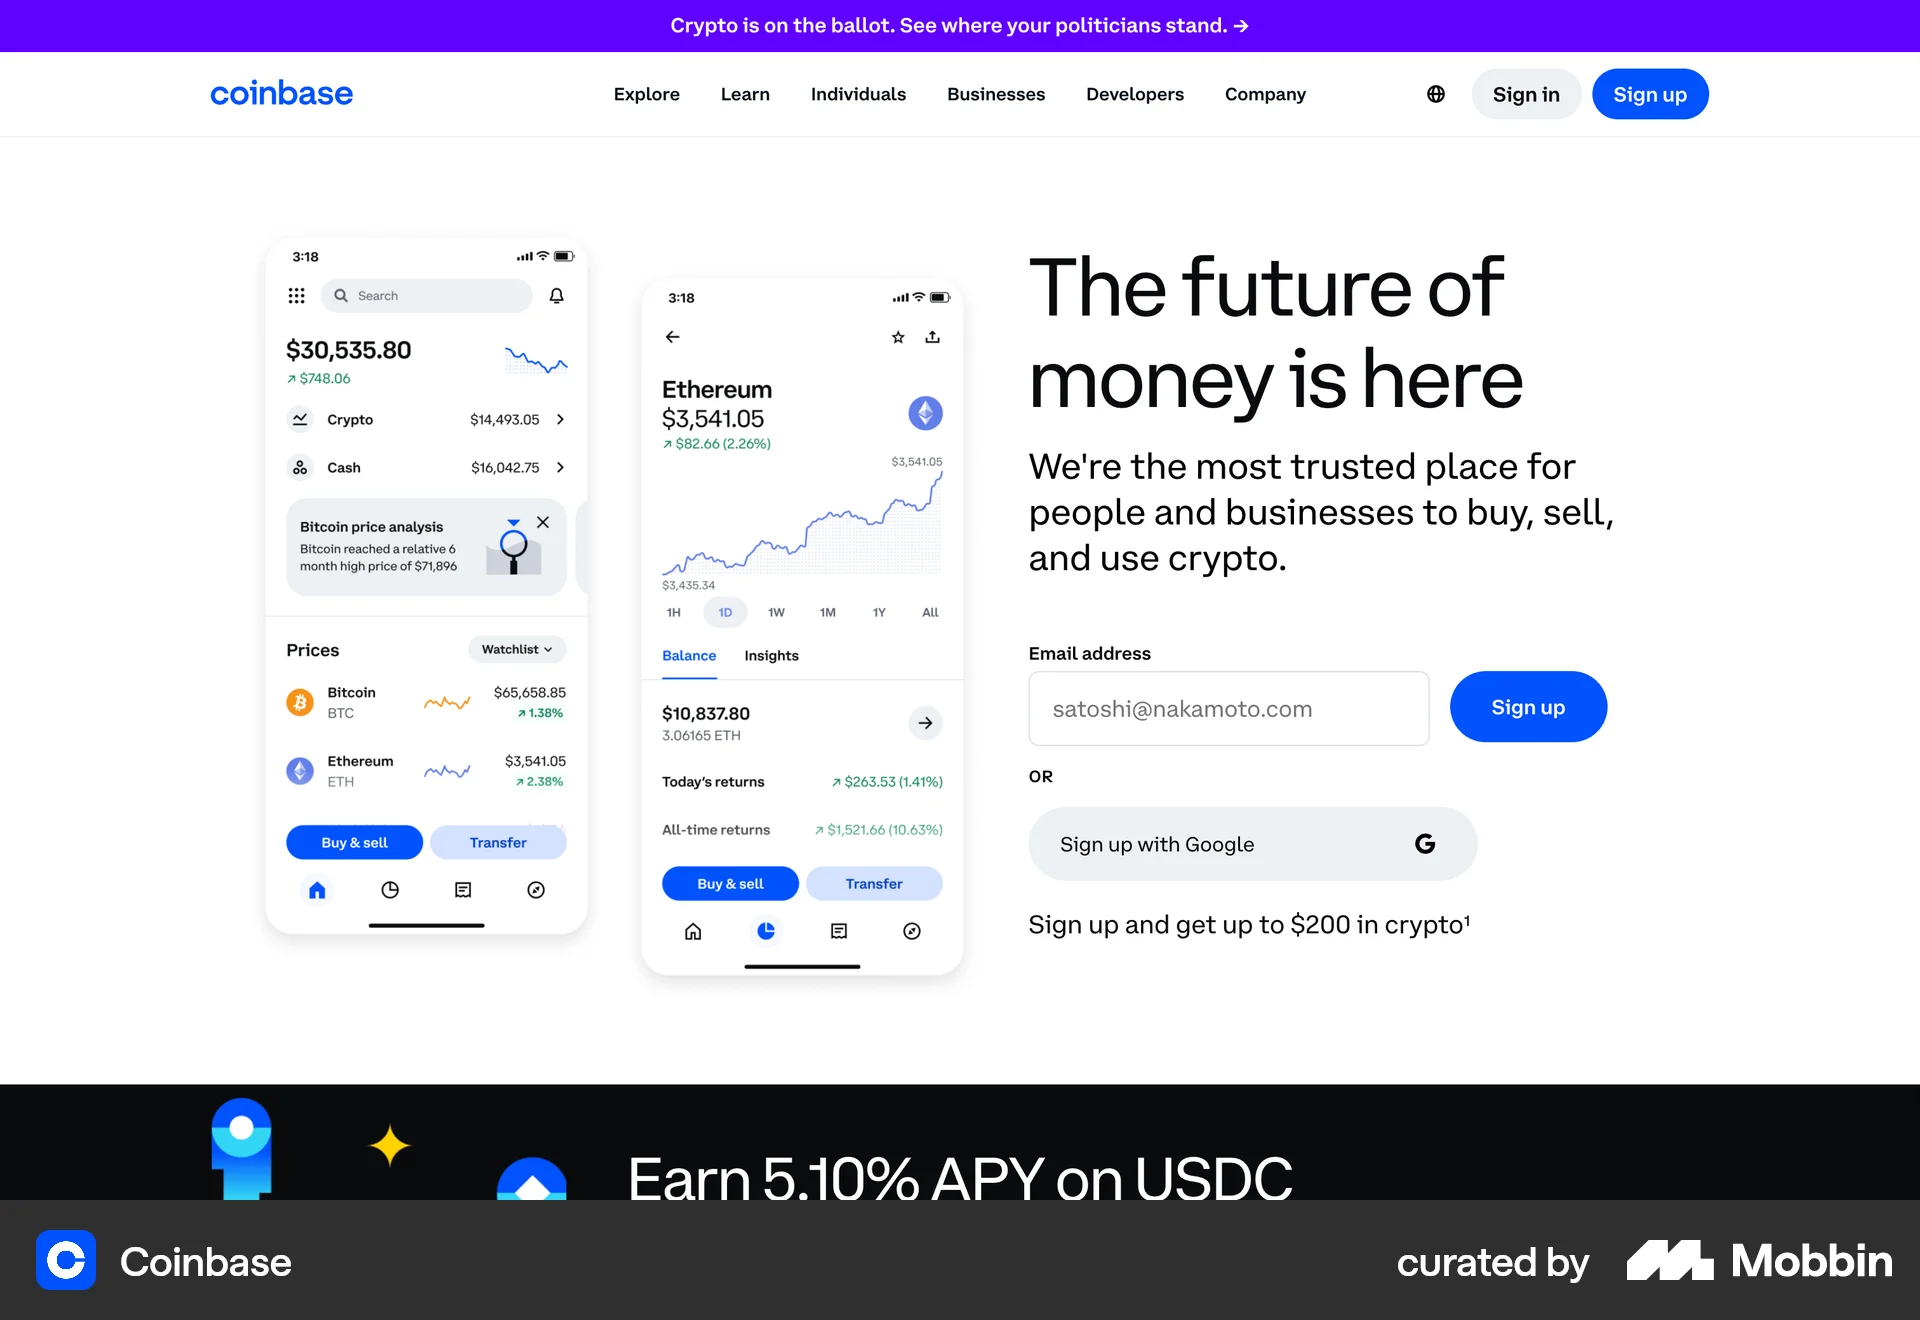 Crypto is on the ballot. See where your politicians stand. →
coinbase
Explore
Learn
Individuals
Businesses
Developers
Company
Sign in
Sign up
3:18
Search
$30,535.80
↗ $748.06
Crypto $14,493.05
Cash $16,042.75
Bitcoin price analysis
Bitcoin reached a relative 6
month high price of $71,896
Prices
Watchlist
Bitcoin $65,658.85
BTC ↗ 1.38%
Ethereum $3,541.05
ETH ↗ 2.38%
Buy & sell
Transfer
3:18
Ethereum
$3,541.05
↗ $82.66 (2.26%)
$3,541.05
$3,435.34
1H 1D 1W 1M 1Y All
Balance
Insights
$10,837.80
3.06165 ETH
Today's returns ↗ $263.53 (1.41%)
All-time returns ↗ $1,521.66 (10.63%)
Buy & sell
Transfer
The future of
money is here
We're the most trusted place for
people and businesses to buy, sell,
and use crypto.
Email address
satoshi@nakamoto.com
Sign up
OR
Sign up with Google
G
Sign up and get up to $200 in crypto¹
Earn 5.10% APY on USDC
Coinbase
curated by
Mobbin